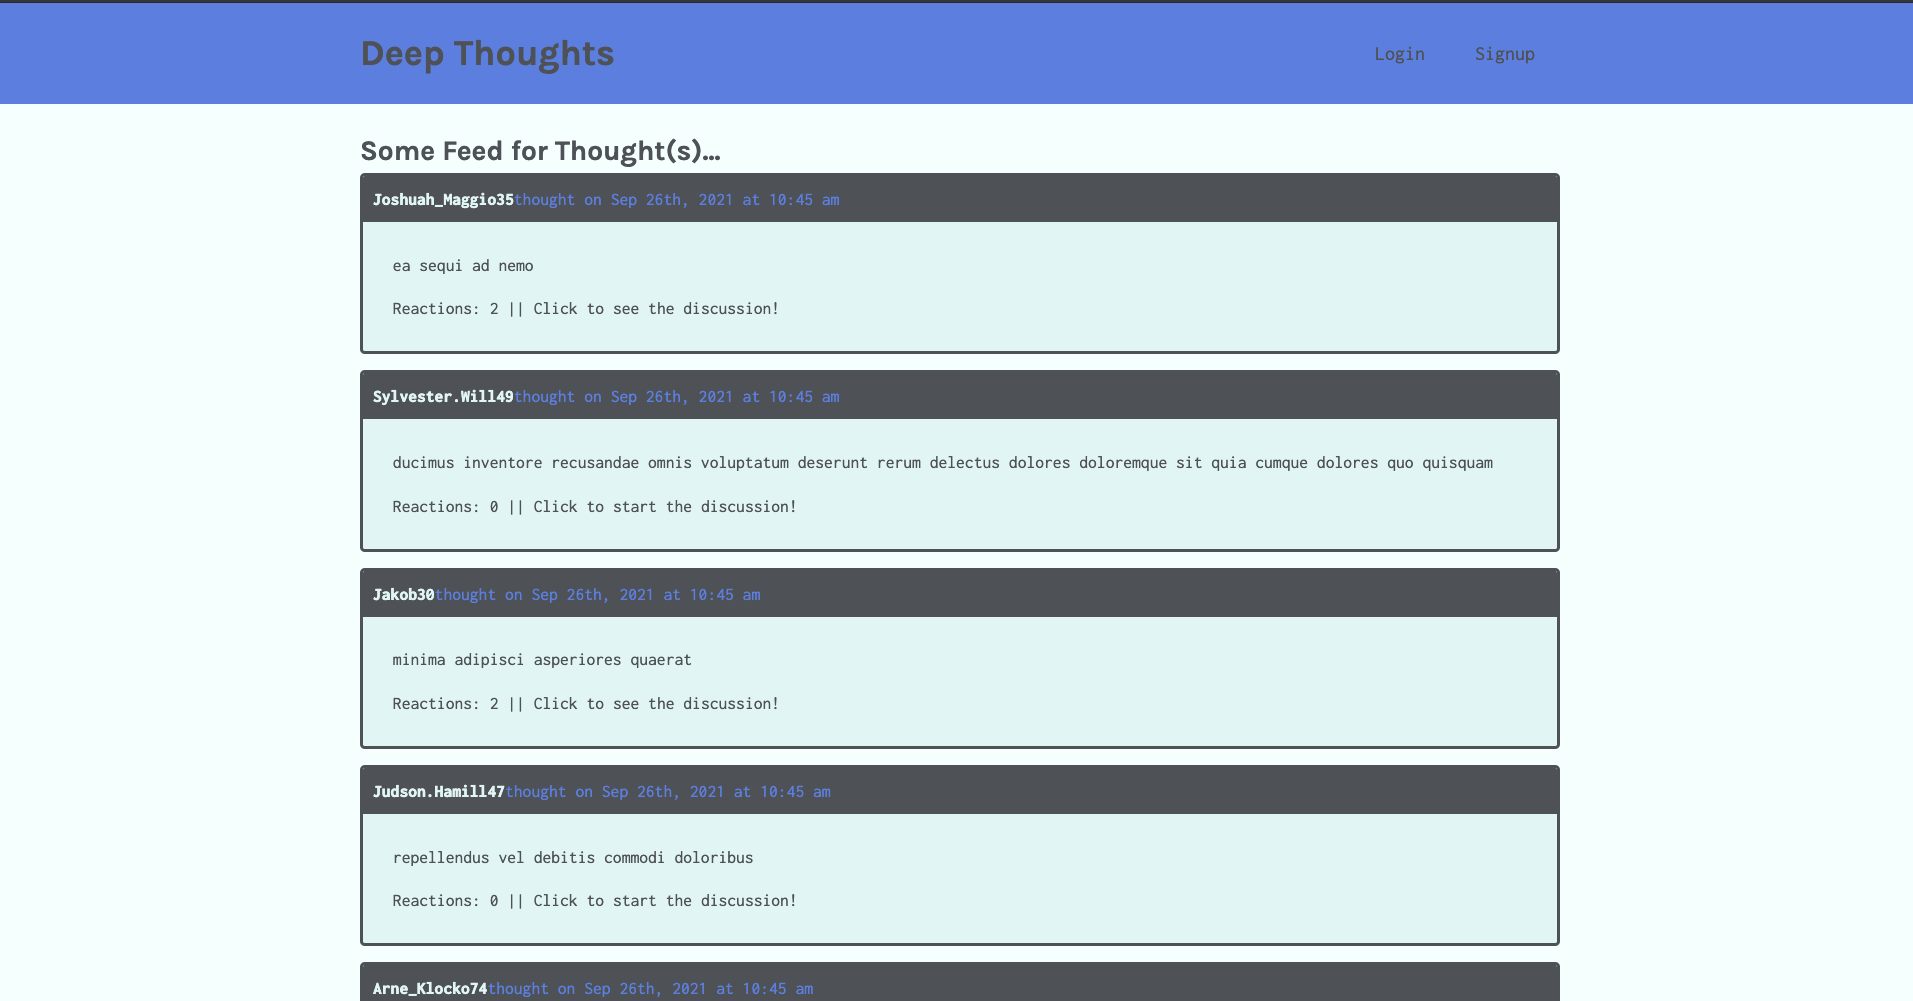 Deep Thoughts
Login Signup
Some Feed for Thought(s)...
Joshuah_Maggio35thought on Sep 26th, 2021 at 10:45 am
ea sequi ad nemo
Reactions: 2 || Click to see the discussion!
Sylvester.Will49thought on Sep 26th, 2021 at 10:45 am
ducimus inventore recusandae omnis voluptatum deserunt rerum delectus dolores doloremque sit quia cumque dolores quo quisquam
Reactions: 0 || Click to start the discussion!
Jakob30thought on Sep 26th, 2021 at 10:45 am
minima adipisci asperiores quaerat
Reactions: 2 || Click to see the discussion!
Judson.Hamill47thought on Sep 26th, 2021 at 10:45 am
repellendus vel debitis commodi doloribus
Reactions: 0 || Click to start the discussion!
Arne_Klocko74thought on Sep 26th, 2021 at 10:45 am